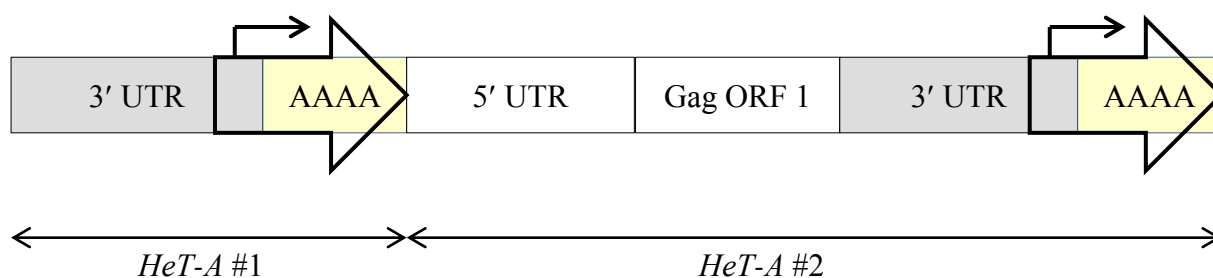 3′ UTR AAAA 5′ UTR Gag ORF 1 3′ UTR AAAA
HeT-A #1 HeT-A #2